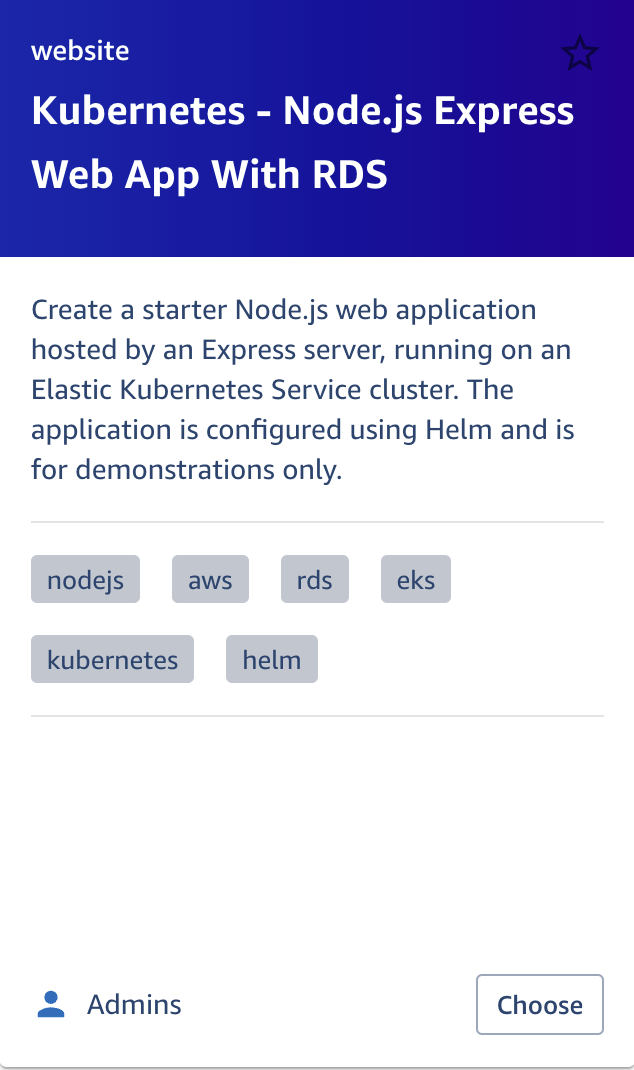 website
Kubernetes - Node.js Express
Web App With RDS
Create a starter Node.js web application
hosted by an Express server, running on an
Elastic Kubernetes Service cluster. The
application is configured using Helm and is
for demonstrations only.
nodejs aws rds eks
kubernetes helm
Admins Choose